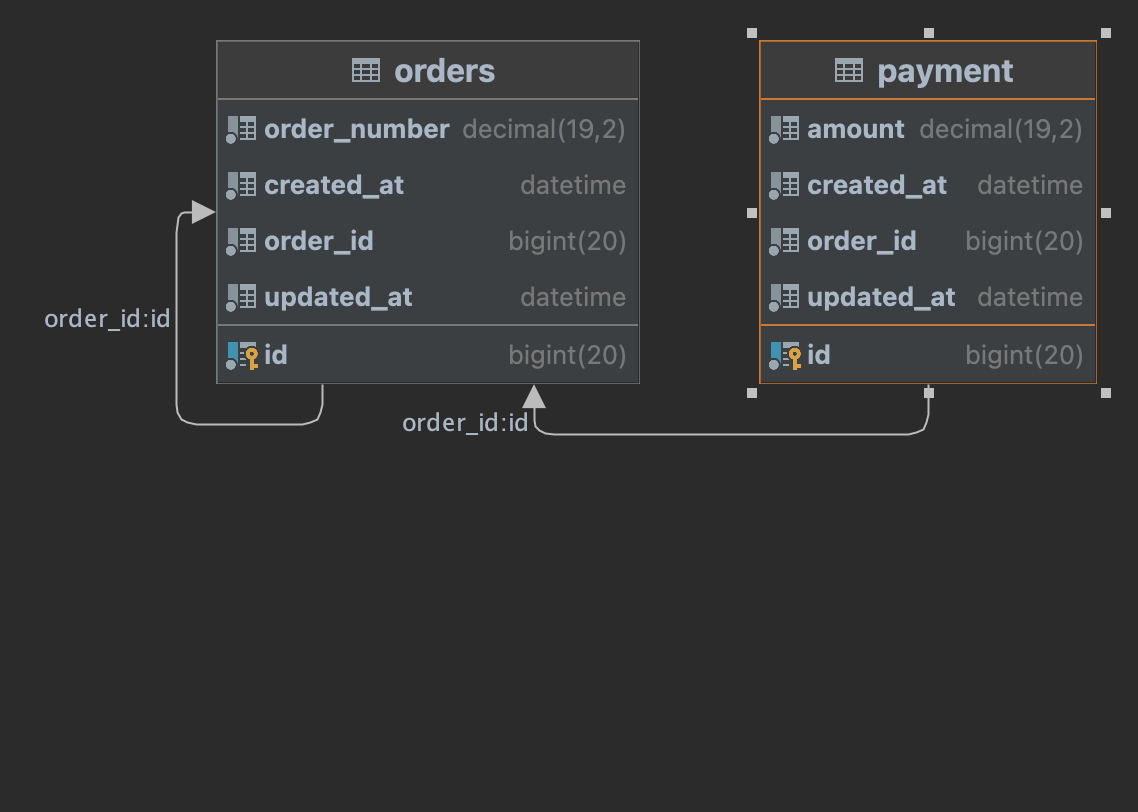 orders
order_number decimal(19,2)
created_at datetime
order_id bigint(20)
updated_at datetime
id bigint(20)
payment
amount decimal(19,2)
created_at datetime
order_id bigint(20)
updated_at datetime
id bigint(20)
order_id:id
order_id:id